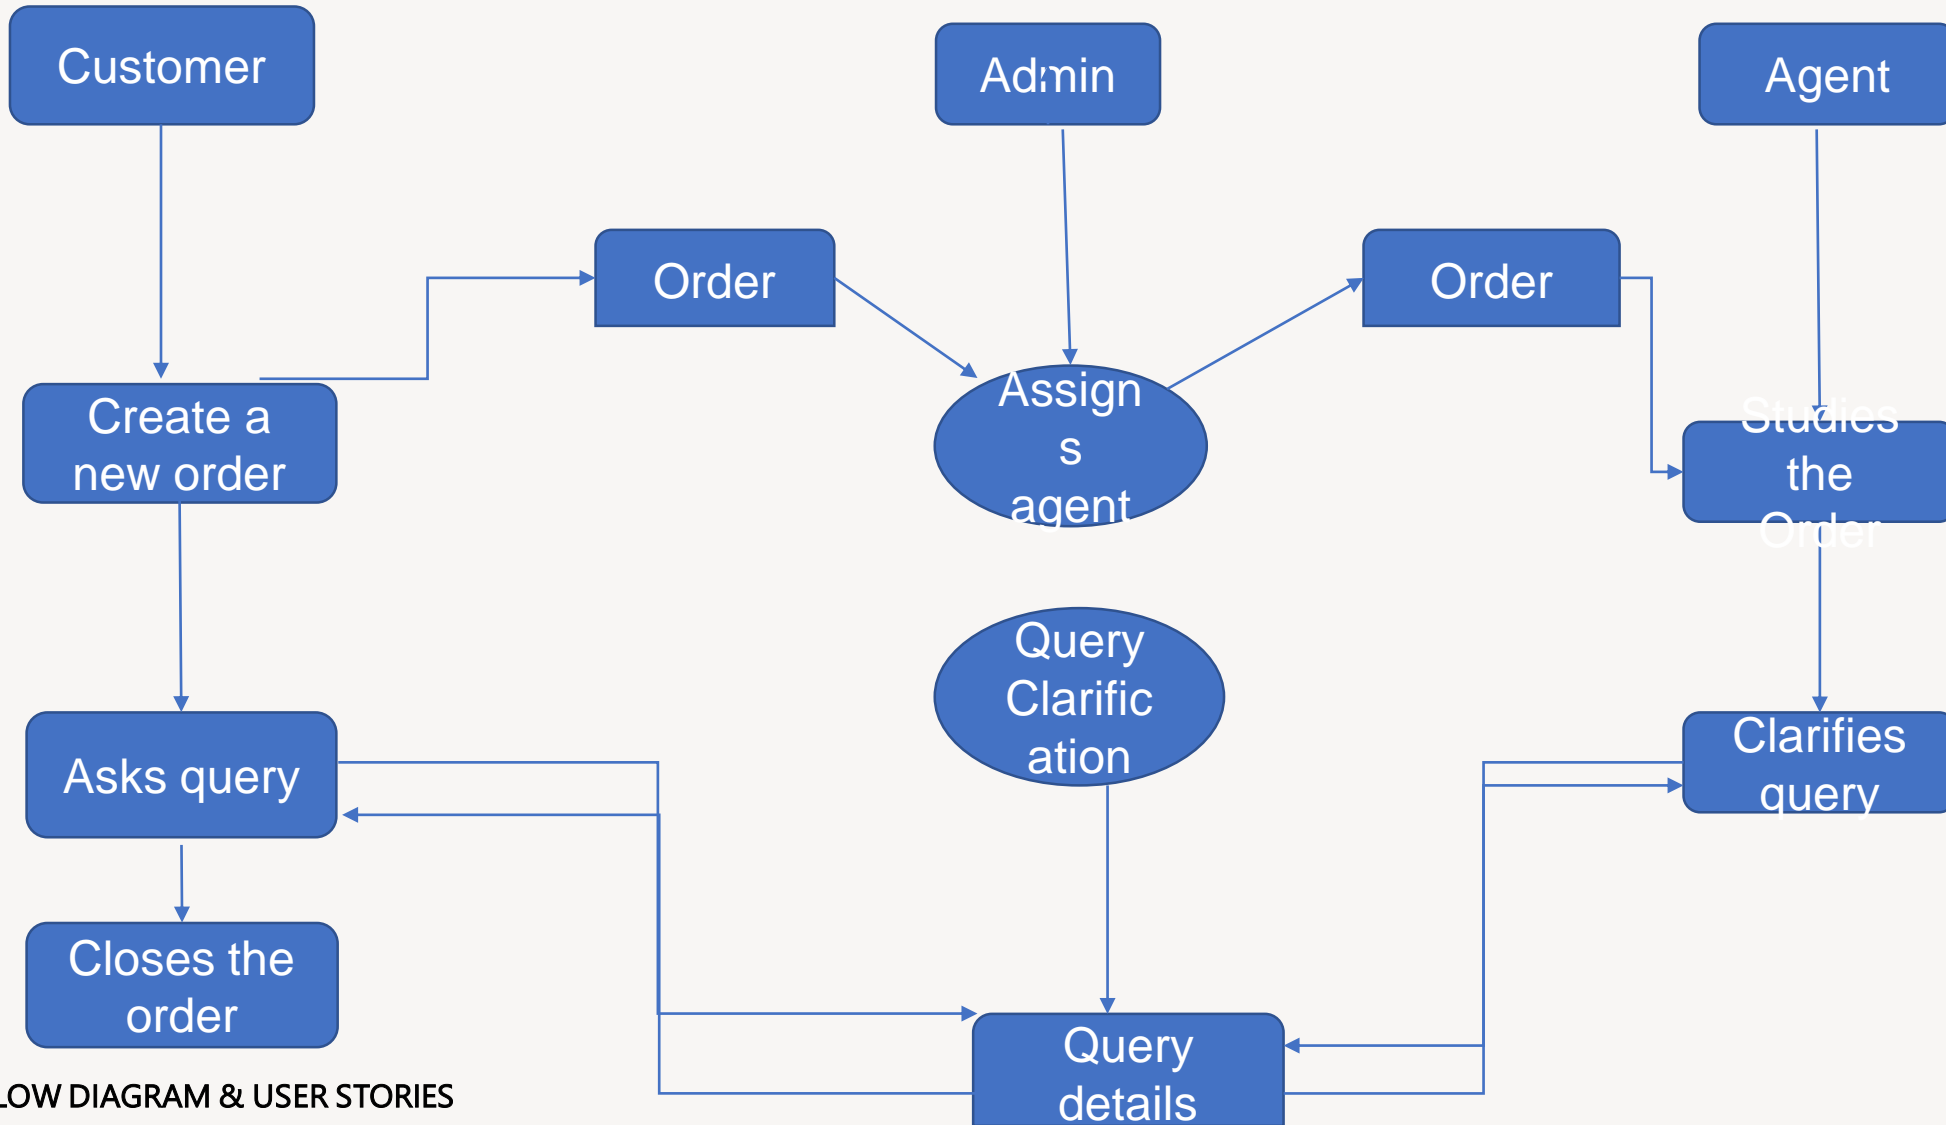 Customer
Admin
Agent
Order
Order
Create a
new order
Assign
s
agent
Studies
the
Order
Query
Clarific
ation
Asks query
Clarifies
query
Closes the
order
Query
details
LOW DIAGRAM & USER STORIES